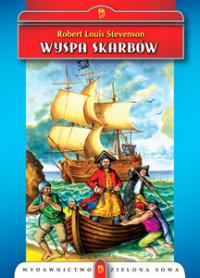 Robert Louis Stevenson
WYSPA SKARBÓW
WYDAWNICTWO ZIELONA SOWA